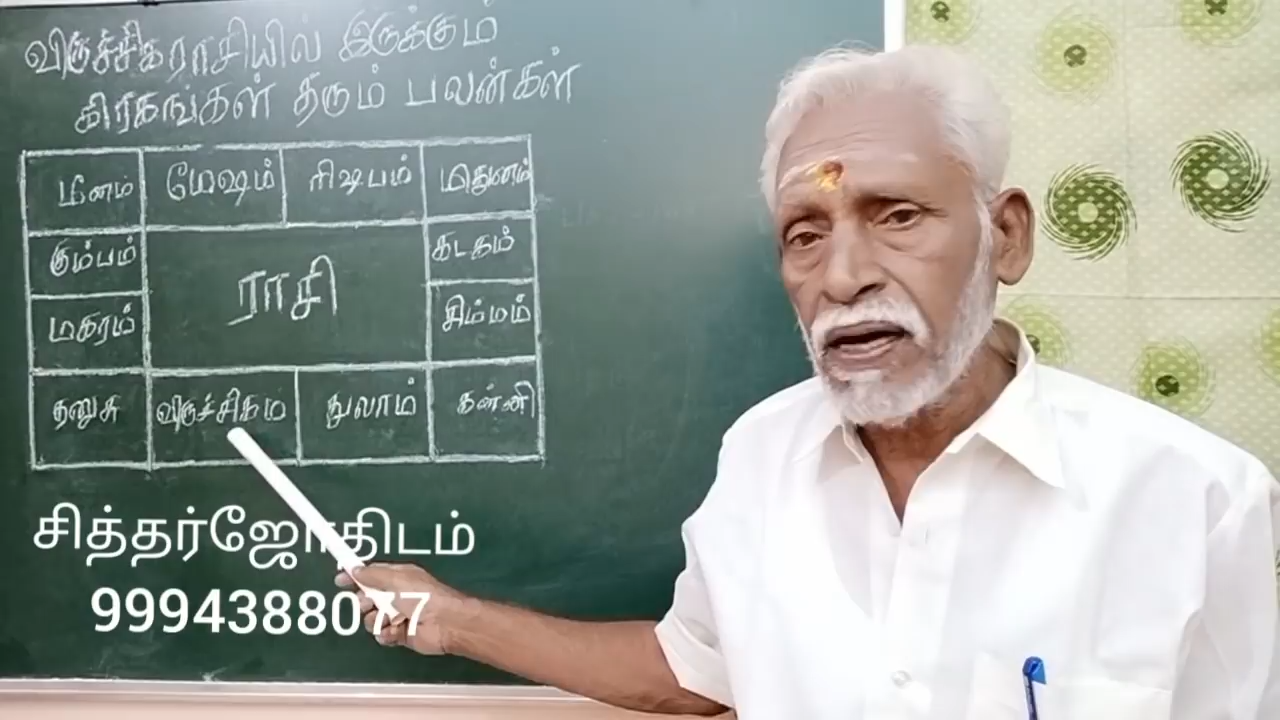 விருச்சிகராசியில் இருக்கும்
கிரகங்கள் தரும் பலன்கள்
மீனம் மேஷம் ரிஷபம் மிதுனம்
கும்பம் கடகம்
ராசி
மகரம் சிம்மம்
தனுசு விருச்சிகம் துலாம் கன்னி
சித்தர்ஜோதிடம்
9994388077